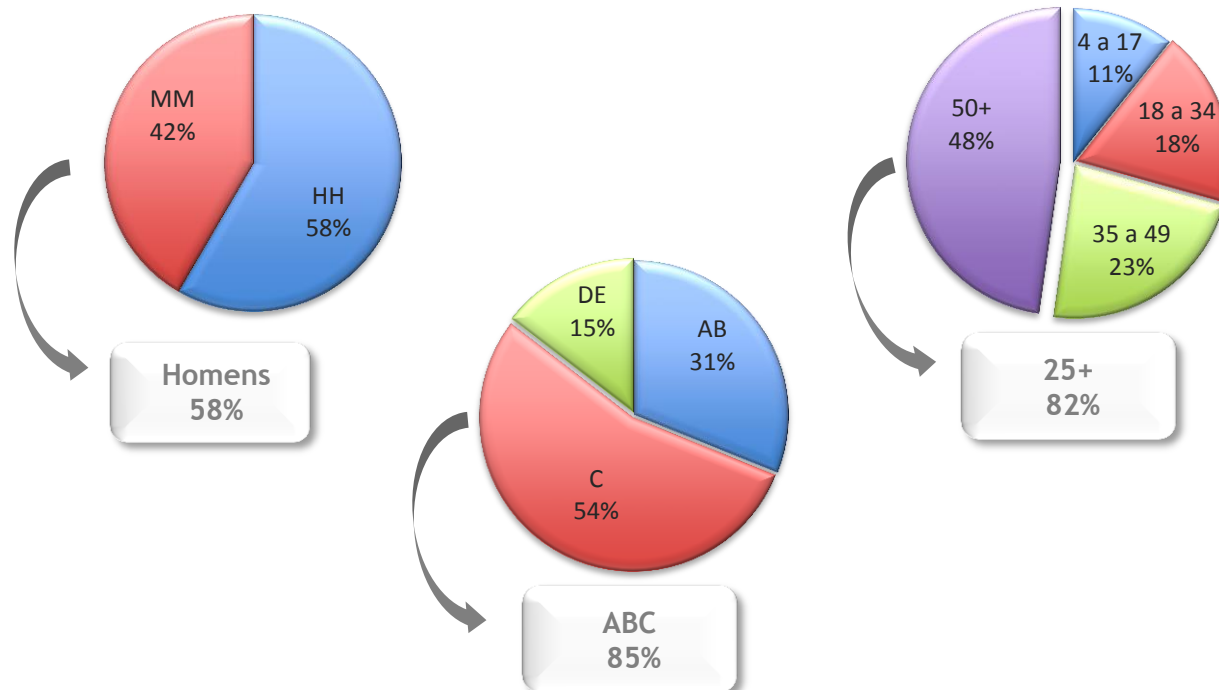 MM
42%
HH
58%
Homens
58%
DE
15%
AB
31%
C
54%
ABC
85%
4 a 17
11%
18 a 34
18%
50+
48%
35 a 49
23%
25+
82%